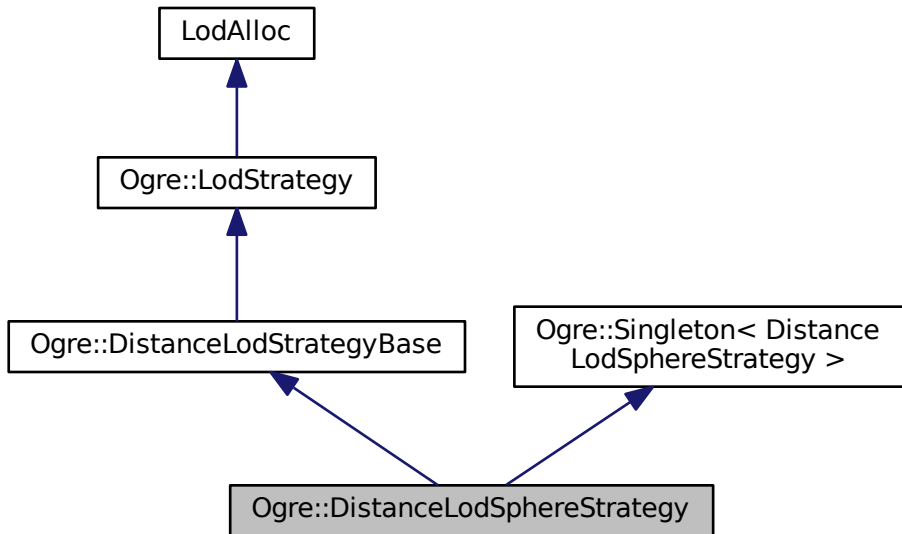 LodAlloc
Ogre::LodStrategy
Ogre::DistanceLodStrategyBase
Ogre::Singleton< Distance
LodSphereStrategy >
Ogre::DistanceLodSphereStrategy